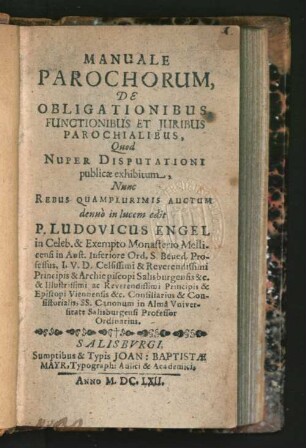 MANUALE
PAROCHORUM,
DE
OBLIGATIONIBUS,
FUNCTIONIBUS ET JURIBUS
PAROCHIALIBUS,
Quod
NUPER DISPUTATIONI
publicæ exhibitum,
Nunc
REBUS QUAMPLURIMIS AUCTUM
denuò in lucem edit
P. LUDOVICUS ENGEL
in Celeb. & Exempto Monasterio Melli-
censi in Aust. Inferiore Ord. S. Bened. Pro-
fessus, I. V. D. Celsissimi & Reverendissimi
Principis & Archiepiscopi Salisburgensis &c.
& Illustrissimi ac Reverendissimi Principis &
Episcopi Viennensis &c. Consiliarius & Con-
sistorialis, SS. Canonum in Almâ Univer-
sitate Salisburgensi Professor
Ordinarius.
SALISBVRGI,
Sumptibus & Typis JOAN: BAPTISTÆ
MAYR, Typographi Aulici & Academici,
ANNO M. DC. LXII.